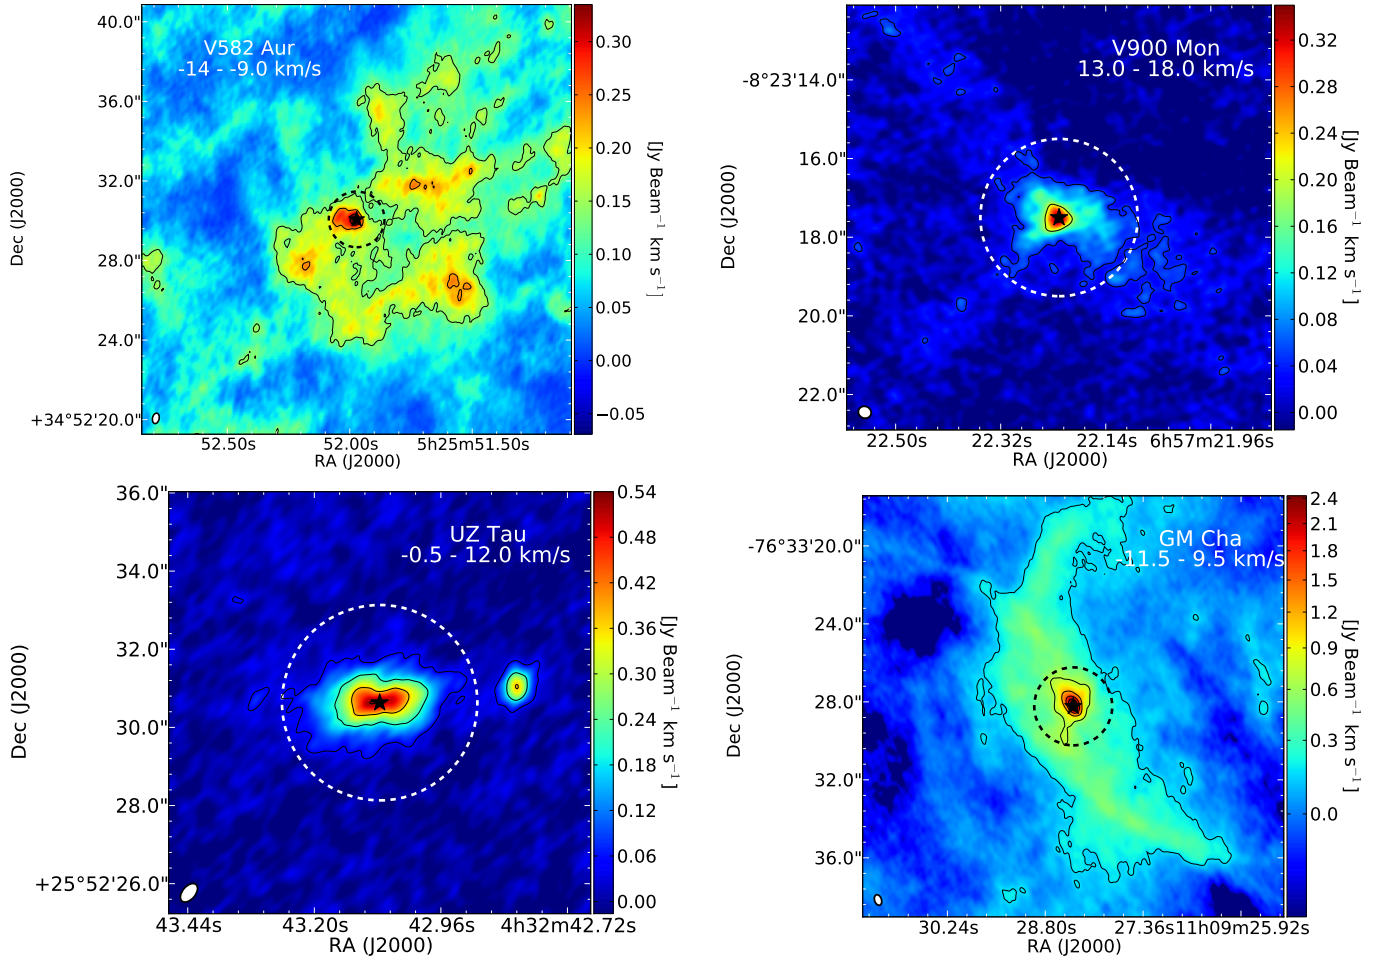 V582 Aur
-14 - -9.0 km/s
40.0"
36.0"
32.0"
28.0"
24.0"
+34°52'20.0"
Dec (J2000)
52.50s 52.00s 5h25m51.50s
RA (J2000)
0.30
0.25
0.20
0.15
0.10
0.05
0.00
−0.05
[Jy Beam⁻¹ km s⁻¹]
V900 Mon
13.0 - 18.0 km/s
-8°23'14.0"
16.0"
18.0"
20.0"
22.0"
Dec (J2000)
22.50s 22.32s 22.14s 6h57m21.96s
RA (J2000)
0.32
0.28
0.24
0.20
0.16
0.12
0.08
0.04
0.00
[Jy Beam⁻¹ km s⁻¹]
UZ Tau
-0.5 - 12.0 km/s
36.0"
34.0"
32.0"
30.0"
28.0"
+25°52'26.0"
Dec (J2000)
43.44s 43.20s 42.96s 4h32m42.72s
RA (J2000)
0.54
0.48
0.42
0.36
0.30
0.24
0.18
0.12
0.06
0.00
[Jy Beam⁻¹ km s⁻¹]
GM Cha
-11.5 - 9.5 km/s
-76°33'20.0"
24.0"
28.0"
32.0"
36.0"
Dec (J2000)
30.24s 28.80s 27.36s 11h09m25.92s
RA (J2000)
2.4
2.1
1.8
1.5
1.2
0.9
0.6
0.3
0.0
[Jy Beam⁻¹ km s⁻¹]